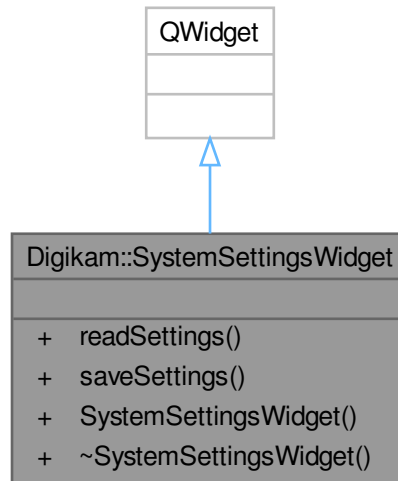 QWidget
Digikam::SystemSettingsWidget
+ readSettings()
+ saveSettings()
+ SystemSettingsWidget()
+ ~SystemSettingsWidget()